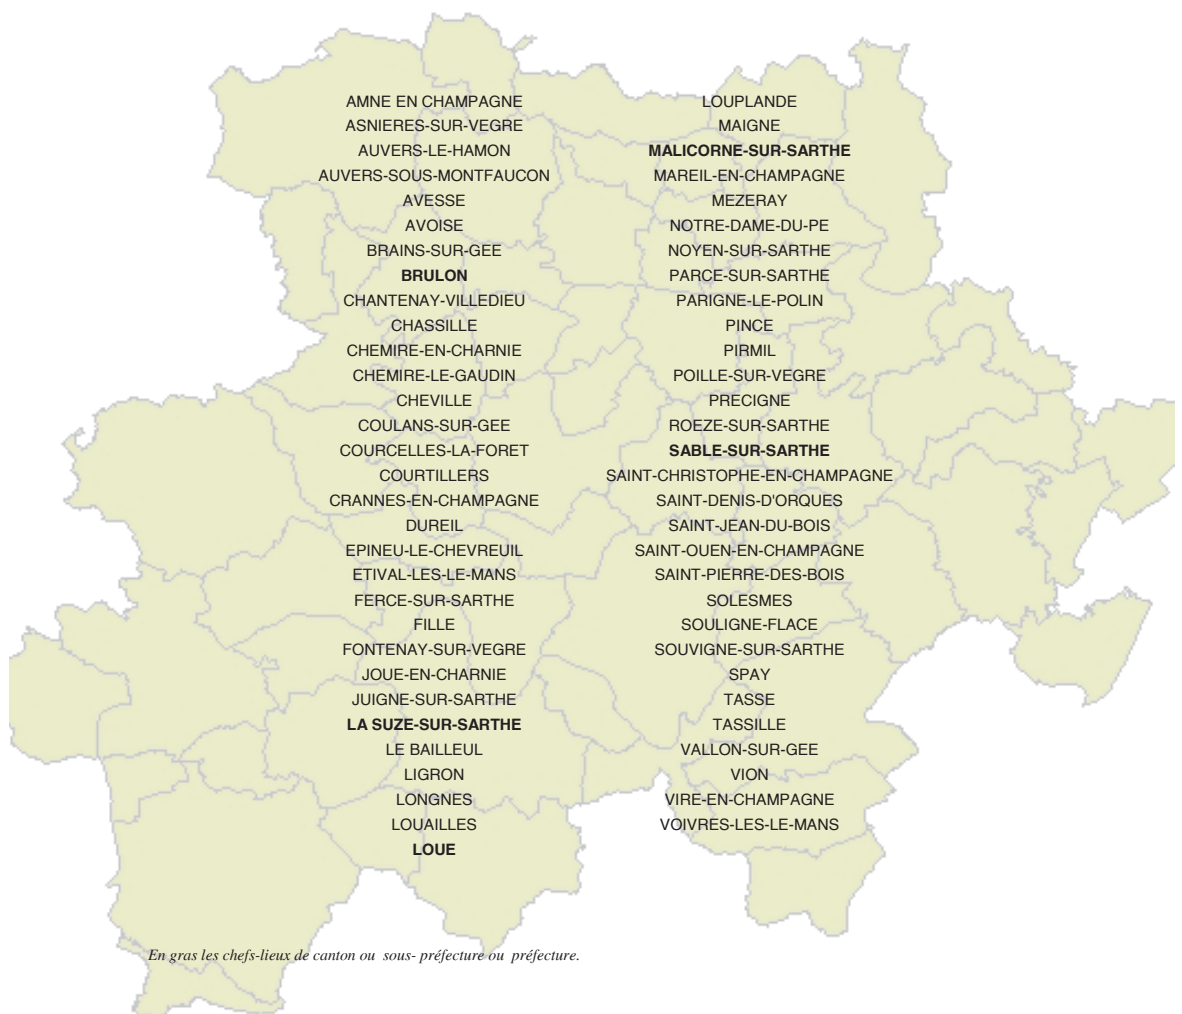 AMNE EN CHAMPAGNE
ASNIERES-SUR-VEGRE
AUVERS-LE-HAMON
AUVERS-SOUS-MONTFAUCON
AVESSE
AVOISE
BRAINS-SUR-GEE
BRULON
CHANTENAY-VILLEDIEU
CHASSILLE
CHEMIRE-EN-CHARNIE
CHEMIRE-LE-GAUDIN
CHEVILLE
COULANS-SUR-GEE
COURCELLES-LA-FORET
COURTILLERS
CRANNES-EN-CHAMPAGNE
DUREIL
EPINEU-LE-CHEVREUIL
ETIVAL-LES-LE-MANS
FERCE-SUR-SARTHE
FILLE
FONTENAY-SUR-VEGRE
JOUE-EN-CHARNIE
JUIGNE-SUR-SARTHE
LA SUZE-SUR-SARTHE
LE BAILLEUL
LIGRON
LONGNES
LOUAILLES
LOUE
LOUPLANDE
MAIGNE
MALICORNE-SUR-SARTHE
MAREIL-EN-CHAMPAGNE
MEZERAY
NOTRE-DAME-DU-PE
NOYEN-SUR-SARTHE
PARCE-SUR-SARTHE
PARIGNE-LE-POLIN
PINCE
PIRMIL
POILLE-SUR-VEGRE
PRECIGNE
ROEZE-SUR-SARTHE
SABLE-SUR-SARTHE
SAINT-CHRISTOPHE-EN-CHAMPAGNE
SAINT-DENIS-D'ORQUES
SAINT-JEAN-DU-BOIS
SAINT-OUEN-EN-CHAMPAGNE
SAINT-PIERRE-DES-BOIS
SOLESMES
SOULIGNE-FLACE
SOUVIGNE-SUR-SARTHE
SPAY
TASSE
TASSILLE
VALLON-SUR-GEE
VION
VIRE-EN-CHAMPAGNE
VOIVRES-LES-LE-MANS
En gras les chefs-lieux de canton ou sous- préfecture ou préfecture.